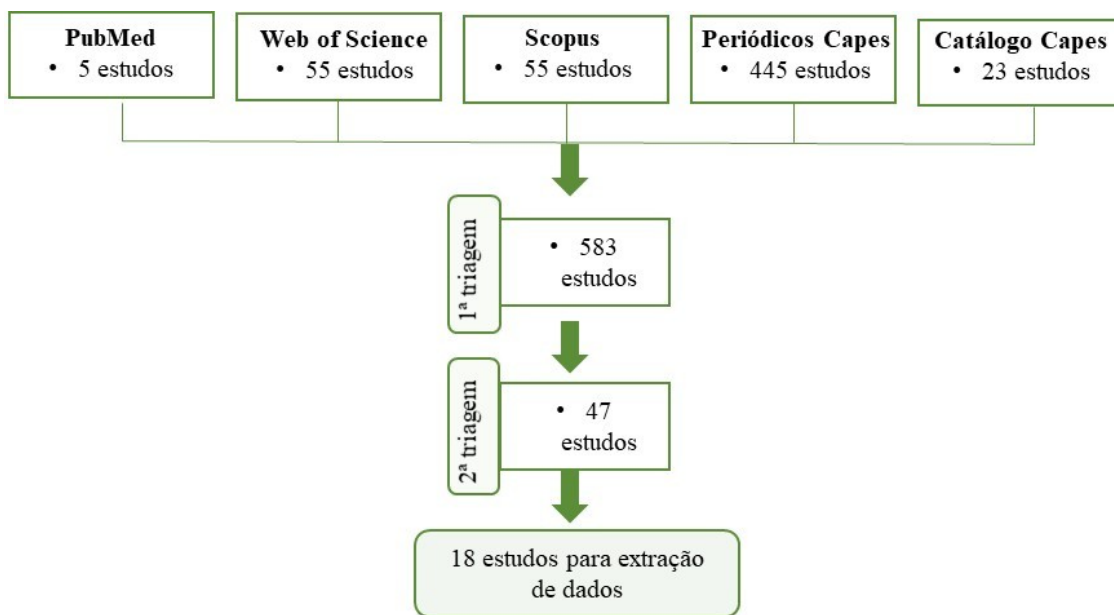 PubMed
• 5 estudos
Web of Science
• 55 estudos
Scopus
• 55 estudos
Periódicos Capes
• 445 estudos
Catálogo Capes
• 23 estudos
1ª triagem
• 583
estudos
2ª triagem
• 47
estudos
18 estudos para extração
de dados